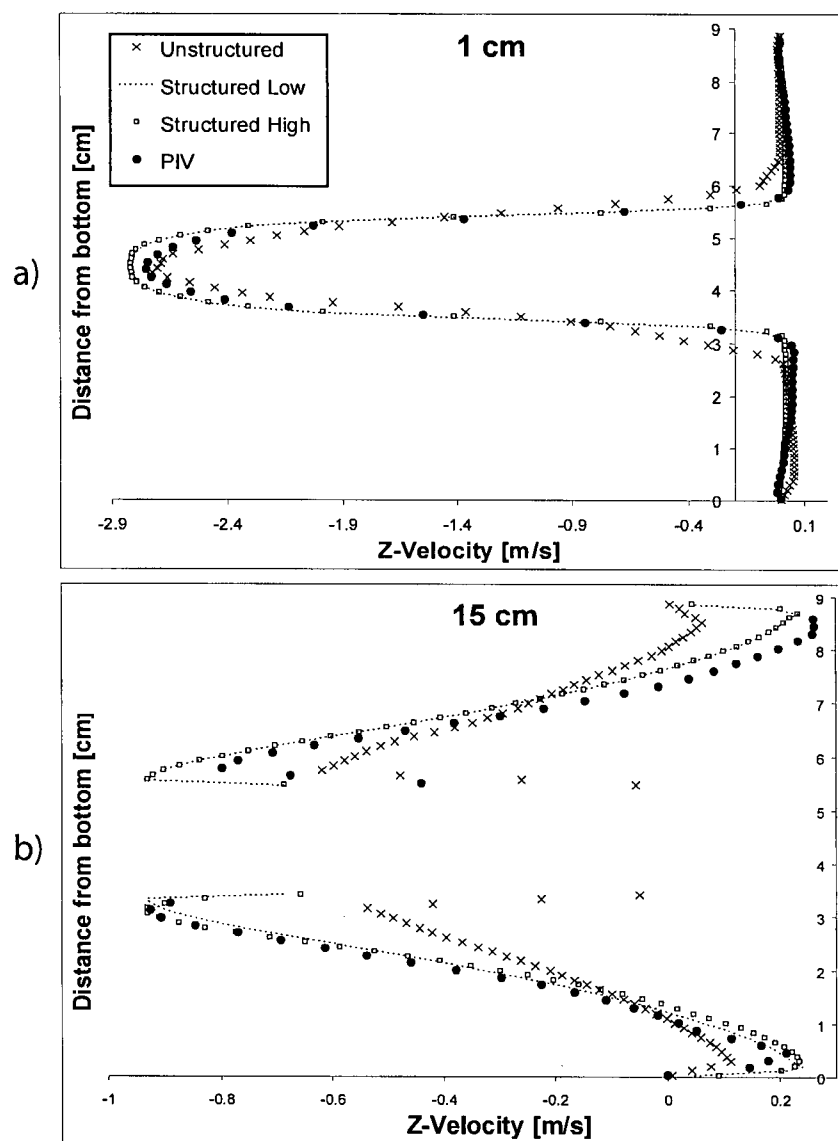 Unstructured
Structured Low
Structured High
PIV
1 cm
a)
Distance from bottom [cm]
9
8
7
6
5
4
3
2
1
0
-2.9 -2.4 -1.9 -1.4 -0.9 -0.4 0.1
Z-Velocity [m/s]
15 cm
b)
Distance from bottom [cm]
9
8
7
6
5
4
3
2
1
0
-1 -0.8 -0.6 -0.4 -0.2 0 0.2
Z-Velocity [m/s]